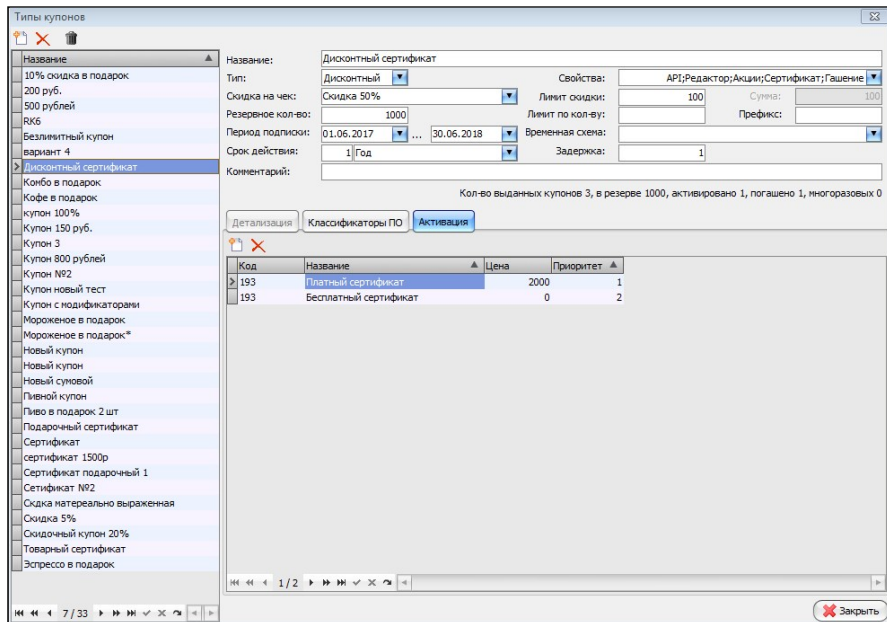 Типы купонов
Название
10% скидка в подарок
200 руб.
500 рублей
RK6
Безлимитный купон
вариант 4
Дисконтный сертификат
Комбо в подарок
Кофе в подарок
купон 100%
Купон 150 руб.
Купон 3
Купон 800 рублей
Купон №2
Купон новый тест
Купон с модификаторами
Мороженое в подарок
Мороженое в подарок*
Новый купон
Новый купон
Новый сумовой
Пивной купон
Пиво в подарок 2 шт
Подарочный сертификат
Сертификат
сертификат 1500р
Сертификат подарочный 1
Сетификат №2
Скдка матереально выраженная
Скидка 5%
Скидочный купон 20%
Товарный сертификат
Эспрессо в подарок
7 / 33
Название: Дисконтный сертификат
Тип: Дисконтный Свойства: API;Редактор;Акции;Сертификат;Гашение
Скидка на чек: Скидка 50% Лимит скидки: 100 Сумма: 100
Резервное кол-во: 1000 Лимит по кол-ву: Префикс:
Период подписки: 01.06.2017 ... 30.06.2018 Временная схема:
Срок действия: 1 Год Задержка: 1
Комментарий:
Кол-во выданных купонов 3, в резерве 1000, активировано 1, погашено 1, многоразовых 0
Детализация Классификаторы ПО Активация
Код Название Цена Приоритет
193 Платный сертификат 2000 1
193 Бесплатный сертификат 0 2
1 / 2
Закрыть